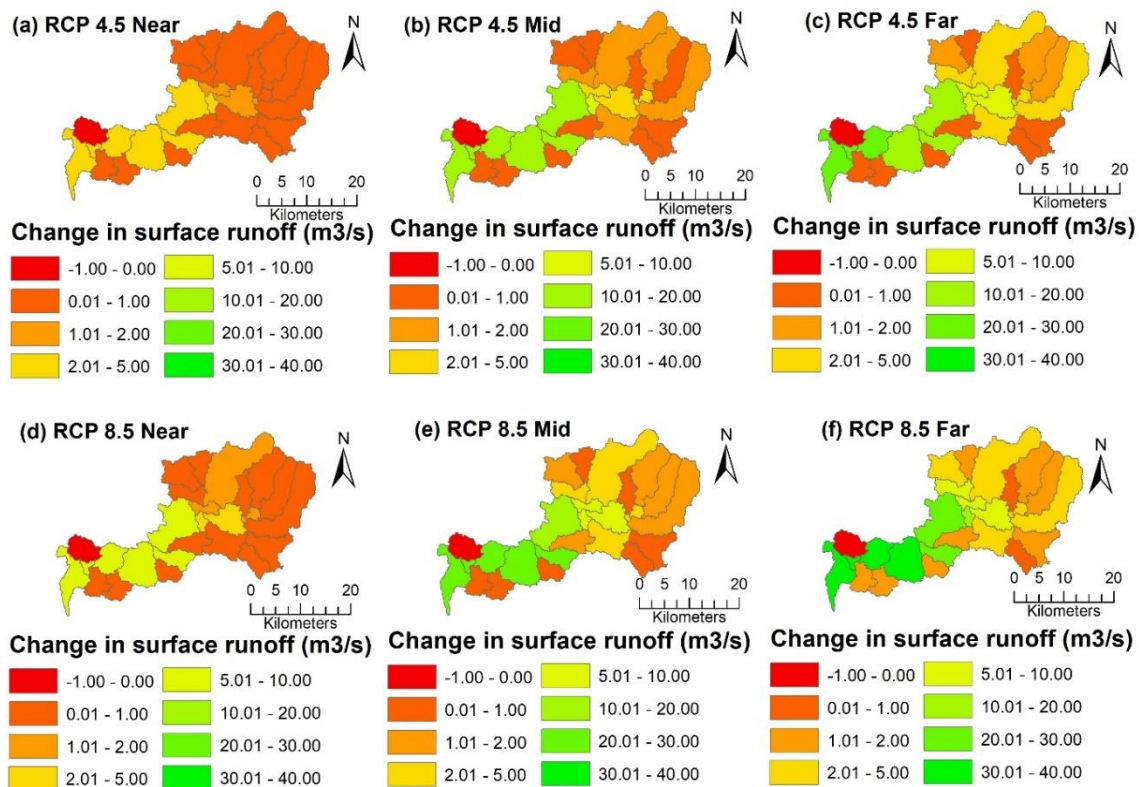 (a) RCP 4.5 Near
N
0 5 10 20
Kilometers
Change in surface runoff (m3/s)
-1.00 - 0.00
0.01 - 1.00
1.01 - 2.00
2.01 - 5.00
5.01 - 10.00
10.01 - 20.00
20.01 - 30.00
30.01 - 40.00
(b) RCP 4.5 Mid
N
0 5 10 20
Kilometers
Change in surface runoff (m3/s)
-1.00 - 0.00
0.01 - 1.00
1.01 - 2.00
2.01 - 5.00
5.01 - 10.00
10.01 - 20.00
20.01 - 30.00
30.01 - 40.00
(c) RCP 4.5 Far
N
0 5 10 20
Kilometers
Change in surface runoff (m3/s)
-1.00 - 0.00
0.01 - 1.00
1.01 - 2.00
2.01 - 5.00
5.01 - 10.00
10.01 - 20.00
20.01 - 30.00
30.01 - 40.00
(d) RCP 8.5 Near
N
0 5 10 20
Kilometers
Change in surface runoff (m3/s)
-1.00 - 0.00
0.01 - 1.00
1.01 - 2.00
2.01 - 5.00
5.01 - 10.00
10.01 - 20.00
20.01 - 30.00
30.01 - 40.00
(e) RCP 8.5 Mid
N
0 5 10 20
Kilometers
Change in surface runoff (m3/s)
-1.00 - 0.00
0.01 - 1.00
1.01 - 2.00
2.01 - 5.00
5.01 - 10.00
10.01 - 20.00
20.01 - 30.00
30.01 - 40.00
(f) RCP 8.5 Far
N
0 5 10 20
Kilometers
Change in surface runoff (m3/s)
-1.00 - 0.00
0.01 - 1.00
1.01 - 2.00
2.01 - 5.00
5.01 - 10.00
10.01 - 20.00
20.01 - 30.00
30.01 - 40.00